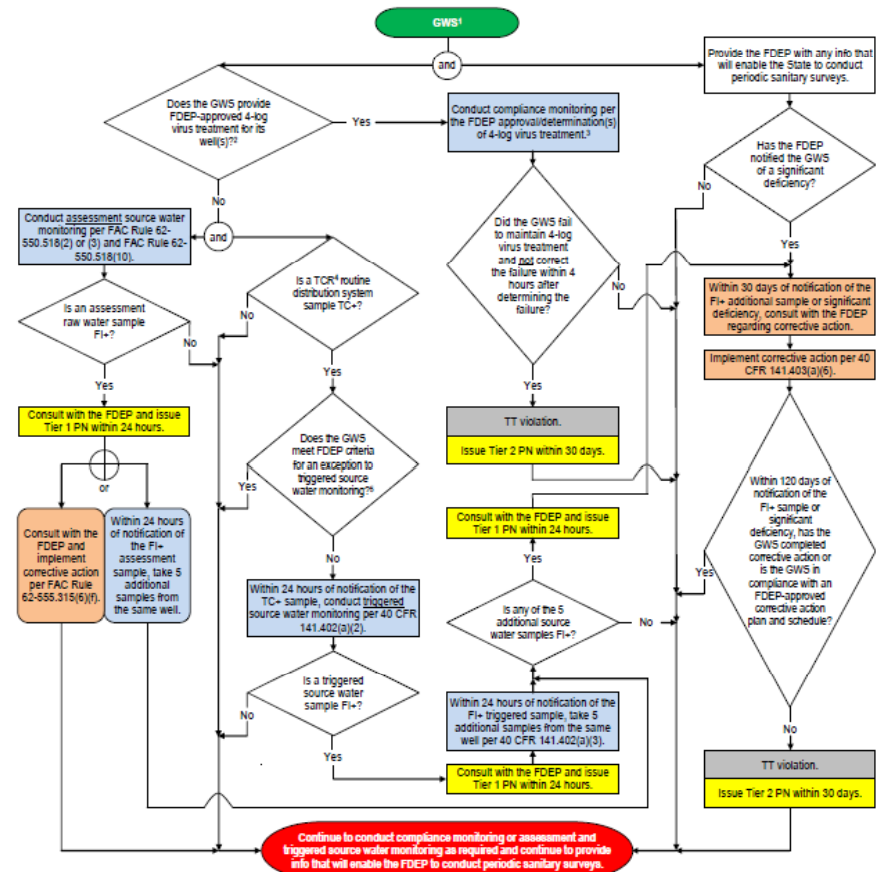 GWS¹
and
Provide the FDEP with any info that
will enable the State to conduct
periodic sanitary surveys.
Does the GWS provide
FDEP-approved 4-log
virus treatment for its
well(s)?²
Yes
Conduct compliance monitoring per
the FDEP approval/determination(s)
of 4-log virus treatment.³
Has the FDEP
notified the GWS
of a significant
deficiency?
No
Yes
No
Conduct assessment source water
monitoring per FAC Rule 62-
550.518(2) or (3) and FAC Rule 62-
550.518(10).
and
Did the GWS fail
to maintain 4-log
virus treatment
and not correct
the failure within 4
hours after
determining the
failure?
No
Yes
Is a TCR⁴ routine
distribution system
sample TC+?
No
Yes
Within 30 days of notification of the
FI+ additional sample or significant
deficiency, consult with the FDEP
regarding corrective action.
Is an assessment
raw water sample
FI+?
No
Yes
Implement corrective action per 40
CFR 141.403(a)(6).
Consult with the FDEP and issue
Tier 1 PN within 24 hours.
or
TT violation.
Issue Tier 2 PN within 30 days.
Does the GWS
meet FDEP criteria
for an exception to
triggered source
water monitoring?⁵
Yes
No
Within 120 days of
notification of the
FI+ sample or
significant
deficiency, has the
GWS completed
corrective action or
is the GWS in
compliance with an
FDEP-approved
corrective action
plan and schedule?
Yes
No
Consult with the
FDEP and
implement
corrective action
per FAC Rule
62-555.315(6)(f).
Within 24 hours
of notification of
the FI+
assessment
sample, take 5
additional
samples from
the same well.
Consult with the FDEP and issue
Tier 1 PN within 24 hours.
Yes
Within 24 hours of notification of the
TC+ sample, conduct triggered
source water monitoring per 40 CFR
141.402(a)(2).
Is any of the 5
additional source
water samples FI+?
No
Is a triggered
source water
sample FI+?
No
Yes
Within 24 hours of notification of the
FI+ triggered sample, take 5
additional samples from the same
well per 40 CFR 141.402(a)(3).
Consult with the FDEP and issue
Tier 1 PN within 24 hours.
TT violation.
Issue Tier 2 PN within 30 days.
Continue to conduct compliance monitoring or assessment and
triggered source water monitoring as required and continue to provide
info that will enable the FDEP to conduct periodic sanitary surveys.